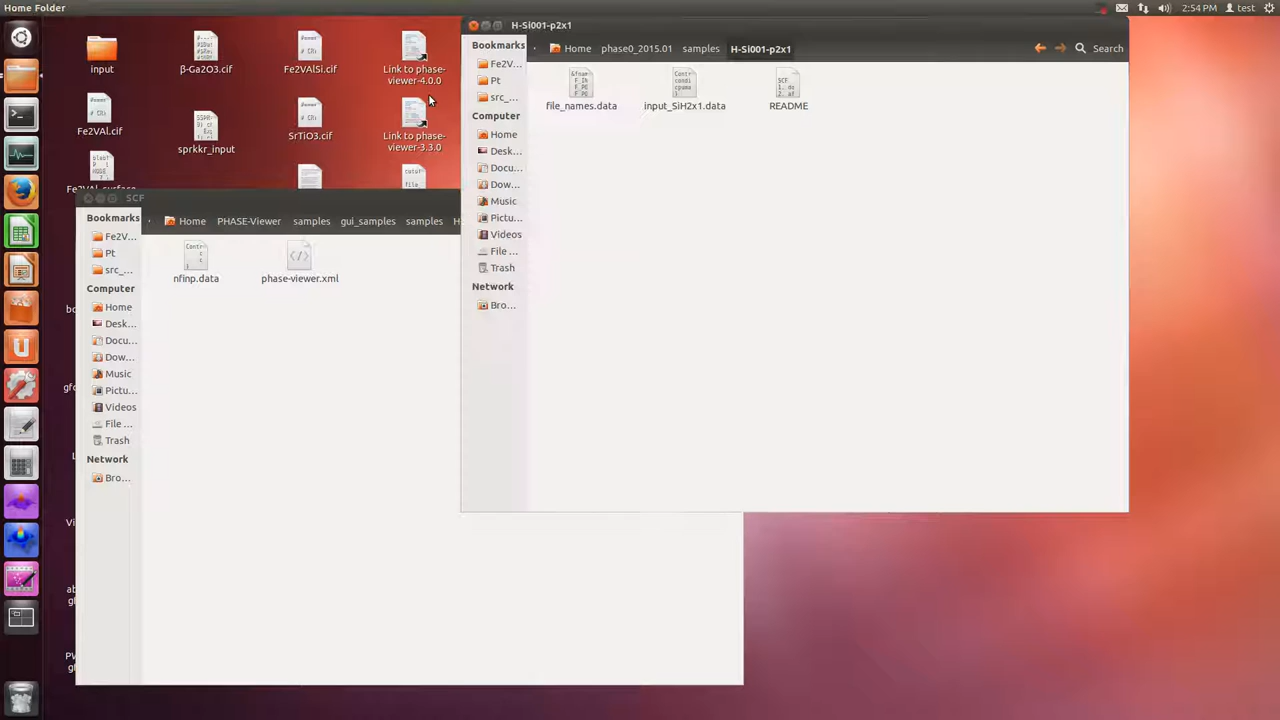 Home Folder
2:54 PM
test
input
β-Ga2O3.cif
Fe2VAlSi.cif
Link to phase-
viewer-4.0.0
Fe2VAl.cif
sprkkr_input
SrTiO3.cif
Link to phase-
viewer-3.3.0
H-Si001-p2x1
Home
phase0_2015.01
samples
H-Si001-p2x1
Search
Bookmarks
Fe2V...
Pt
src_...
Computer
Home
Desk...
Docu...
Dow...
Music
Pictu...
Videos
File ...
Trash
Network
Bro...
file_names.data
input_SiH2x1.data
README
SCF
Home
PHASE-Viewer
samples
gui_samples
samples
Bookmarks
Fe2V...
Pt
src_...
Computer
Home
Desk...
Docu...
Dow...
Music
Pictu...
Videos
File ...
Trash
Network
Bro...
nfinp.data
phase-viewer.xml